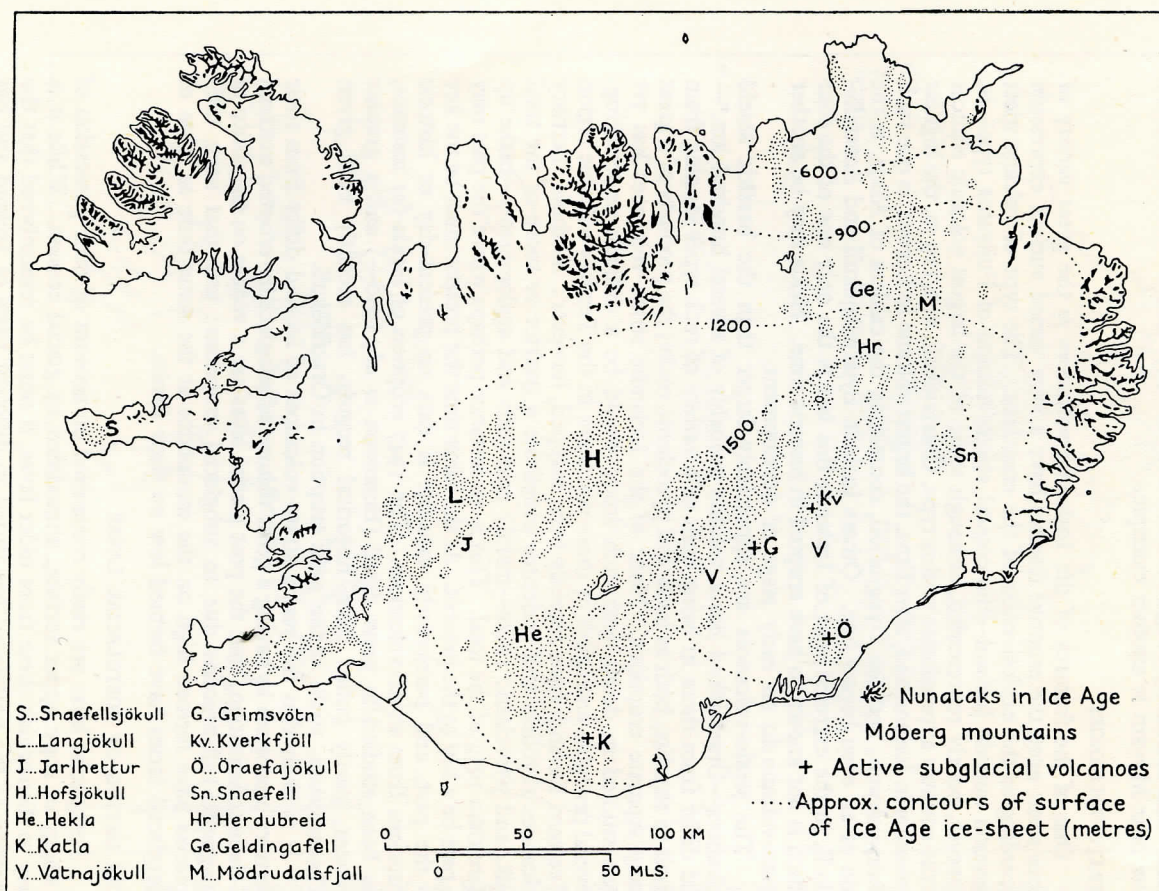 600
900
Ge
M
1200
Hr
S
1500
H
Sn
L
Kv
J
G
V
V
He
Ö
K
S...Snaefellsjökull
L...Langjökull
J...Jarlhettur
H...Hofsjökull
He..Hekla
K...Katla
V...Vatnajökull
G...Grimsvötn
Kv..Kverkfjöll
Ö...Öraefajökull
Sn..Snaefell
Hr..Herdubreid
Ge..Geldingafell
M...Mödrudalsfjall
Nunataks in Ice Age
Móberg mountains
+ Active subglacial volcanoes
......Approx. contours of surface
of Ice Age ice-sheet (metres)
0 50 100 KM
0 50 MLS.